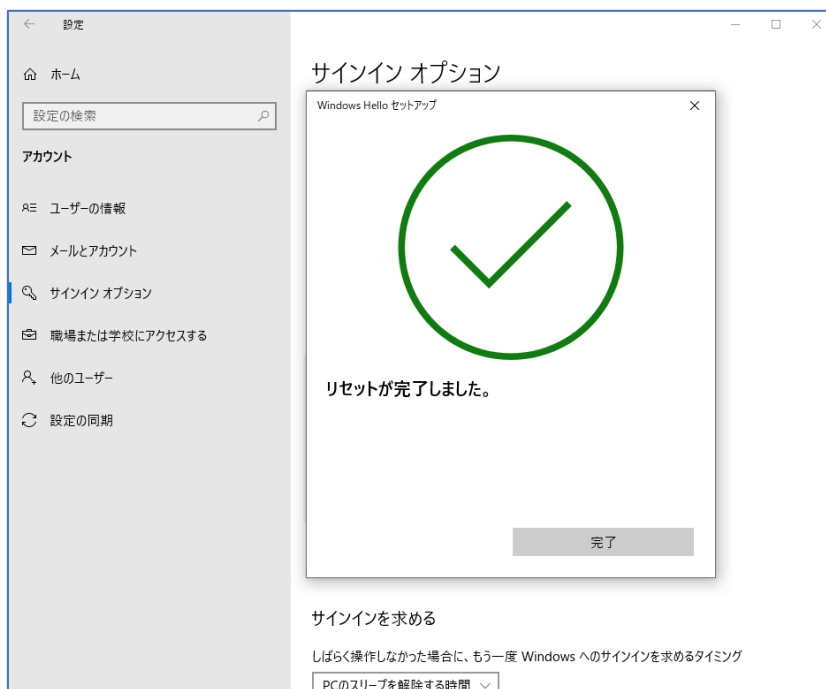 設定
ホーム
設定の検索
アカウント
ユーザーの情報
メールとアカウント
サインイン オプション
職場または学校にアクセスする
他のユーザー
設定の同期
サインイン オプション
Windows Hello セットアップ
リセットが完了しました。
完了
サインインを求める
しばらく操作しなかった場合に、もう一度 Windows へのサインインを求めるタイミング
PCのスリープを解除する時間